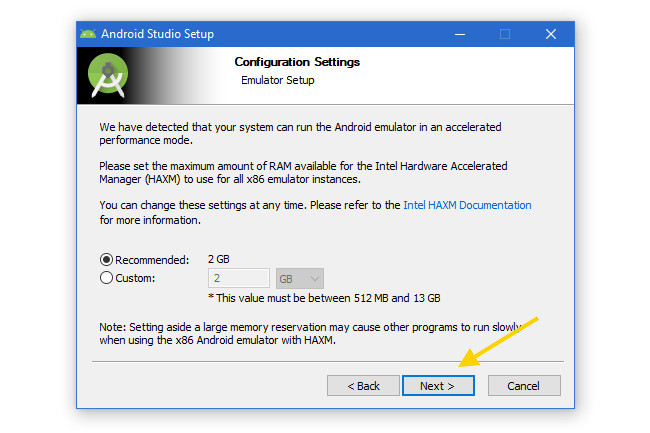 Android Studio Setup
Configuration Settings
Emulator Setup
We have detected that your system can run the Android emulator in an accelerated
performance mode.
Please set the maximum amount of RAM available for the Intel Hardware Accelerated
Manager (HAXM) to use for all x86 emulator instances.
You can change these settings at any time. Please refer to the Intel HAXM Documentation
for more information.
Recommended: 2 GB
Custom: 2 GB
* This value must be between 512 MB and 13 GB
Note: Setting aside a large memory reservation may cause other programs to run slowly
when using the x86 Android emulator with HAXM.
< Back Next > Cancel